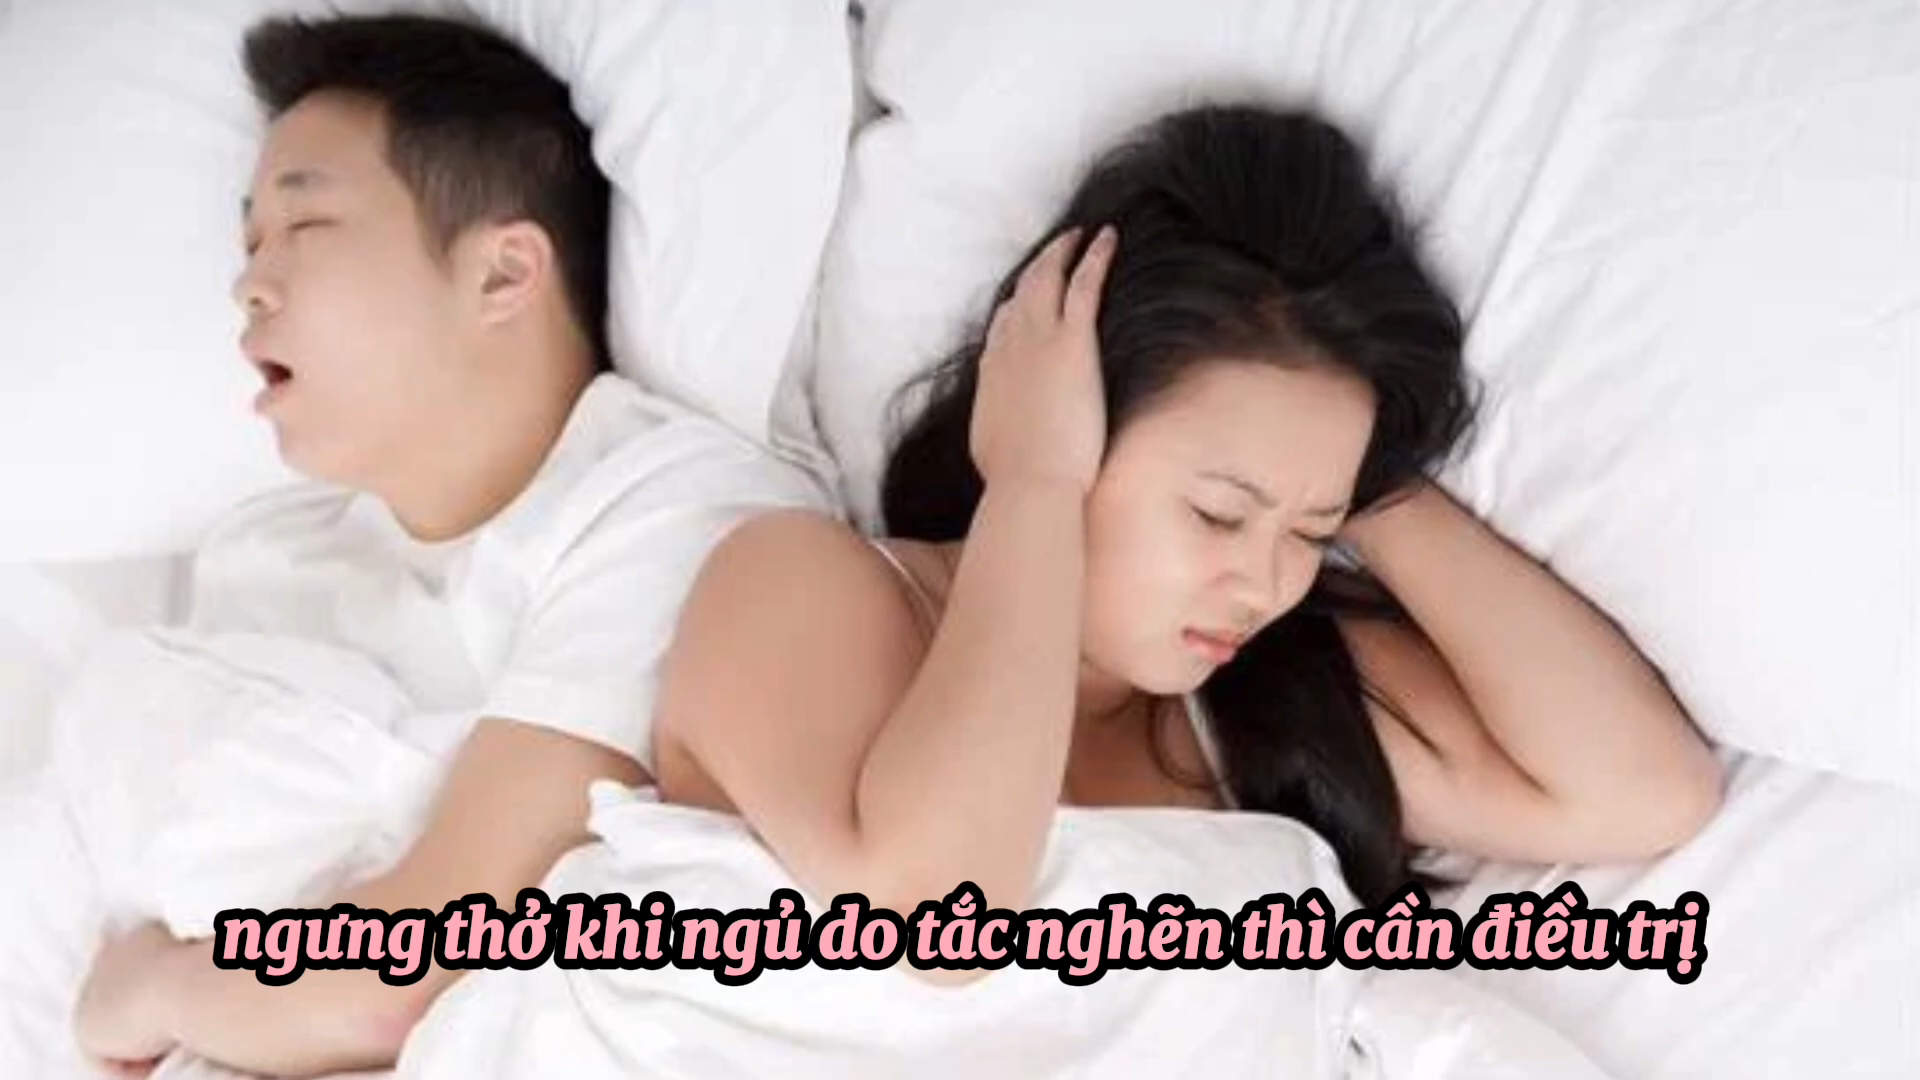 ngưng thở khi ngủ do tắc nghẽn thì cần điều trị